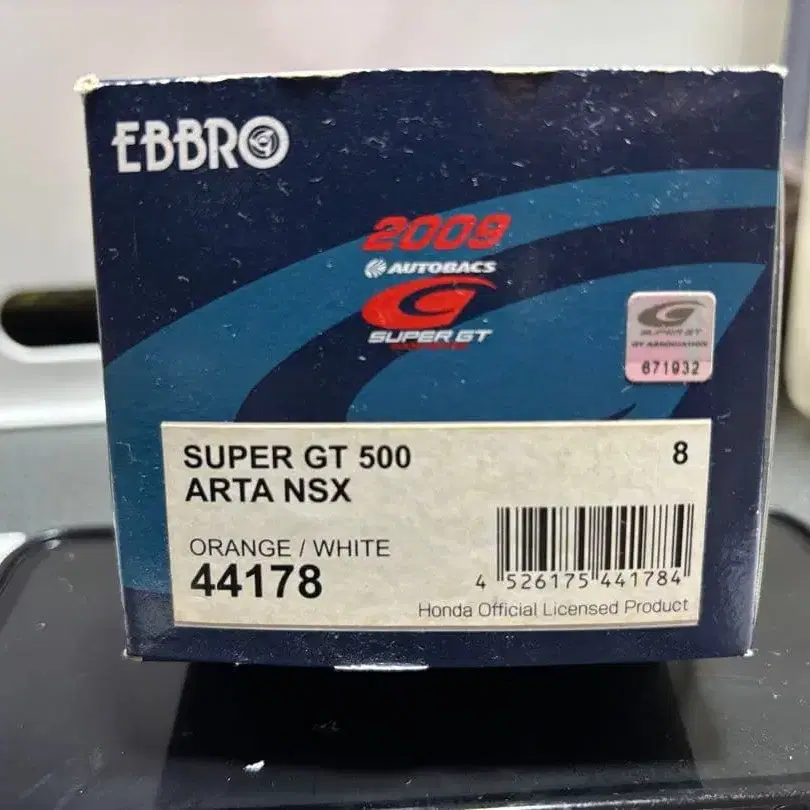 EBBRO
2009
AUTOBACS
SUPER GT
SUPER GT
GT ASSOCIATION
671932
SUPER GT 500
8
ARTA NSX
ORANGE / WHITE
44178
4 526175 441784
Honda Official Licensed Product